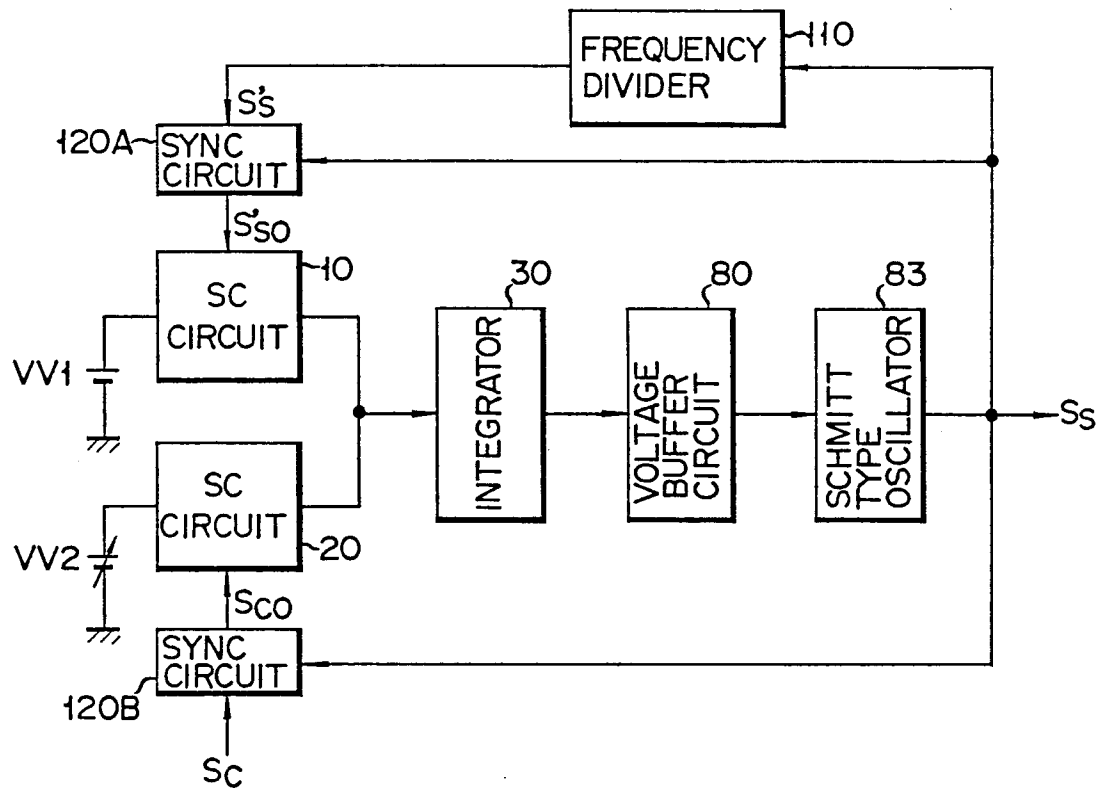 110
FREQUENCY
DIVIDER
S's
120A
SYNC
CIRCUIT
S'so
10
SC
CIRCUIT
VV1
30
INTEGRATOR
80
VOLTAGE
BUFFER
CIRCUIT
83
SCHMITT
TYPE
OSCILLATOR
Ss
SC
CIRCUIT
20
VV2
Sco
SYNC
CIRCUIT
120B
Sc